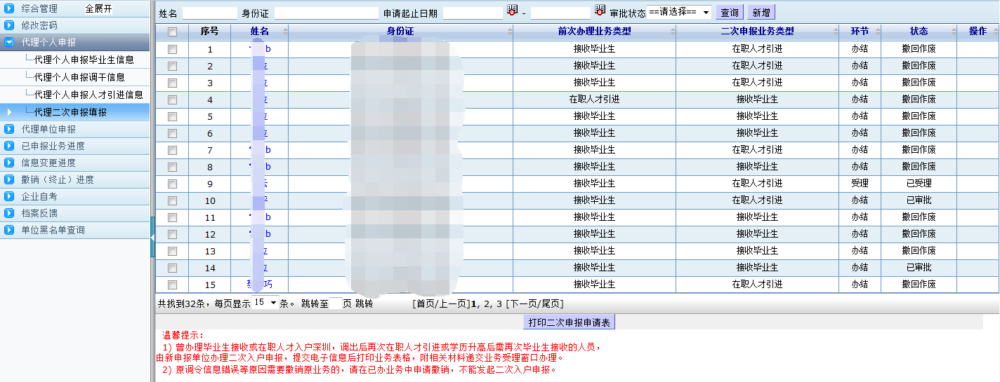 综合管理 全展开
修改密码
代理个人申报
代理个人申报毕业生信息
代理个人申报调干信息
代理个人申报人才引进信息
代理二次申报填报
代理单位申报
已申报业务进度
信息变更进度
撤销（终止）进度
企业自考
档案反馈
单位黑名单查询
姓名 身份证 申请起止日期 - 审批状态 ==请选择== 查询 新增
序号 姓名 身份证 前次办理业务类型 二次申报业务类型 环节 状态 操作
1 b 接收毕业生 在职人才引进 办结 撤回作废
2 接收毕业生 在职人才引进 办结 撤回作废
3 接收毕业生 在职人才引进 办结 撤回作废
4 在职人才引进 接收毕业生 办结 撤回作废
5 接收毕业生 接收毕业生 办结 撤回作废
6 接收毕业生 接收毕业生 办结 撤回作废
7 b 接收毕业生 在职人才引进 办结 撤回作废
8 b 接收毕业生 接收毕业生 办结 撤回作废
9 接收毕业生 在职人才引进 受理 已受理
10 接收毕业生 在职人才引进 办结 已审批
11 b 接收毕业生 接收毕业生 办结 撤回作废
12 b 接收毕业生 接收毕业生 办结 撤回作废
13 接收毕业生 接收毕业生 办结 撤回作废
14 接收毕业生 接收毕业生 办结 已审批
15 巧 接收毕业生 在职人才引进 办结 撤回作废
共找到32条，每页显示 15 条。 跳转至 页 跳转 [首页/上一页]1, 2, 3 [下一页/尾页]
打印二次申报申请表
温馨提示：
1) 曾办理毕业生接收或在职人才入户深圳，调出后再次在职人才引进或学历升高后需再次毕业生接收的人员，
由新申报单位办理二次入户申报，提交电子信息后打印业务表格，附相关材料递交业务受理窗口办理。
2) 原调令信息错误等原因需要撤销原业务的，请在已办业务中申请撤销，不能发起二次入户申报。